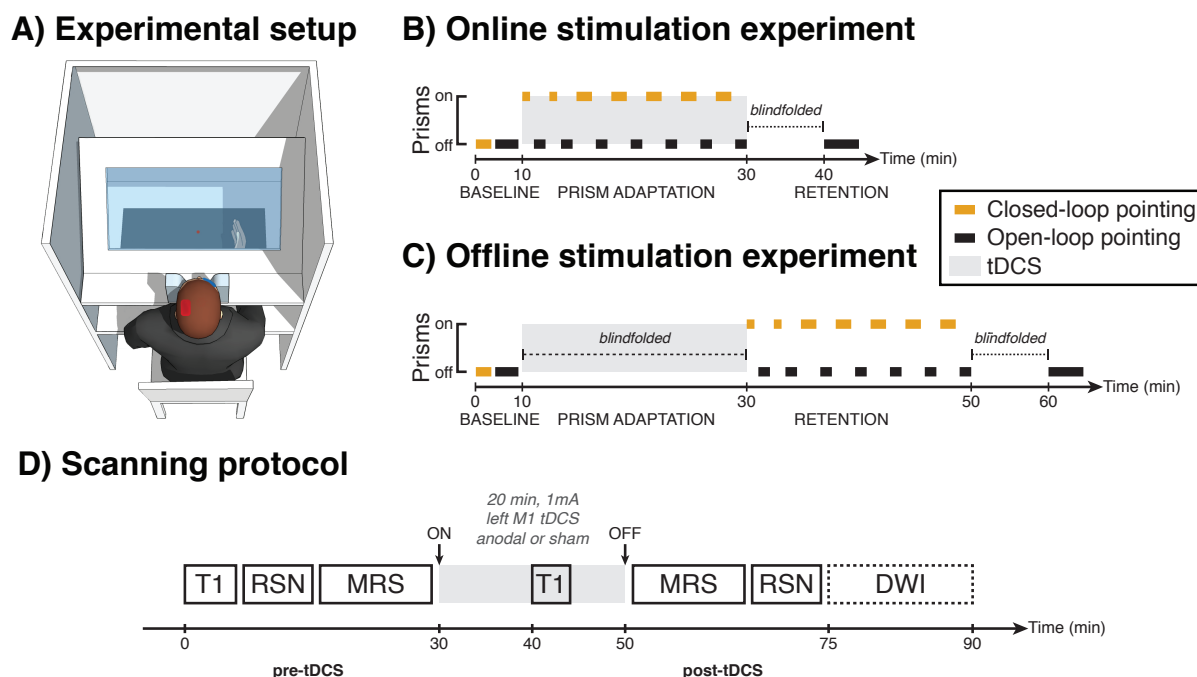 A) Experimental setup
B) Online stimulation experiment
Prisms
on
off
blindfolded
0 10 30 40
Time (min)
BASELINE PRISM ADAPTATION RETENTION
Closed-loop pointing
Open-loop pointing
tDCS
C) Offline stimulation experiment
Prisms
on
off
blindfolded
blindfolded
0 10 30 50 60
Time (min)
BASELINE PRISM ADAPTATION RETENTION
D) Scanning protocol
20 min, 1mA
left M1 tDCS
anodal or sham
ON OFF
T1 RSN MRS T1 MRS RSN DWI
0 30 40 50 75 90
Time (min)
pre-tDCS post-tDCS